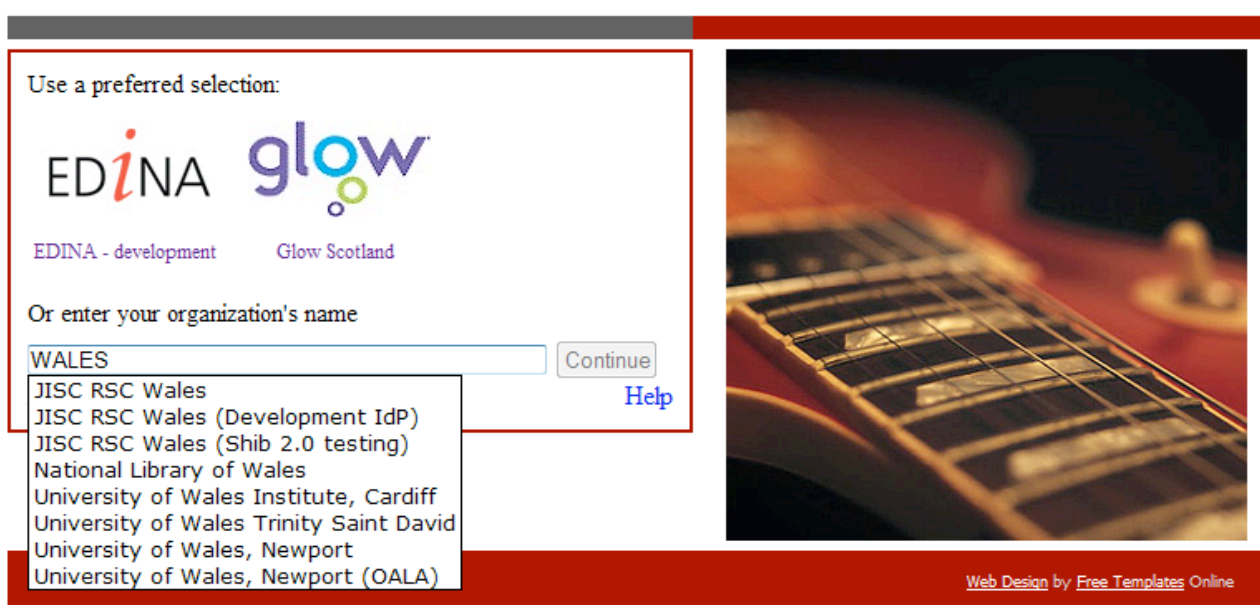 Use a preferred selection:
EDiNA glow
EDINA - development Glow Scotland
Or enter your organization's name
WALES Continue
Help
JISC RSC Wales
JISC RSC Wales (Development IdP)
JISC RSC Wales (Shib 2.0 testing)
National Library of Wales
University of Wales Institute, Cardiff
University of Wales Trinity Saint David
University of Wales, Newport
University of Wales, Newport (OALA)
Web Design by Free Templates Online